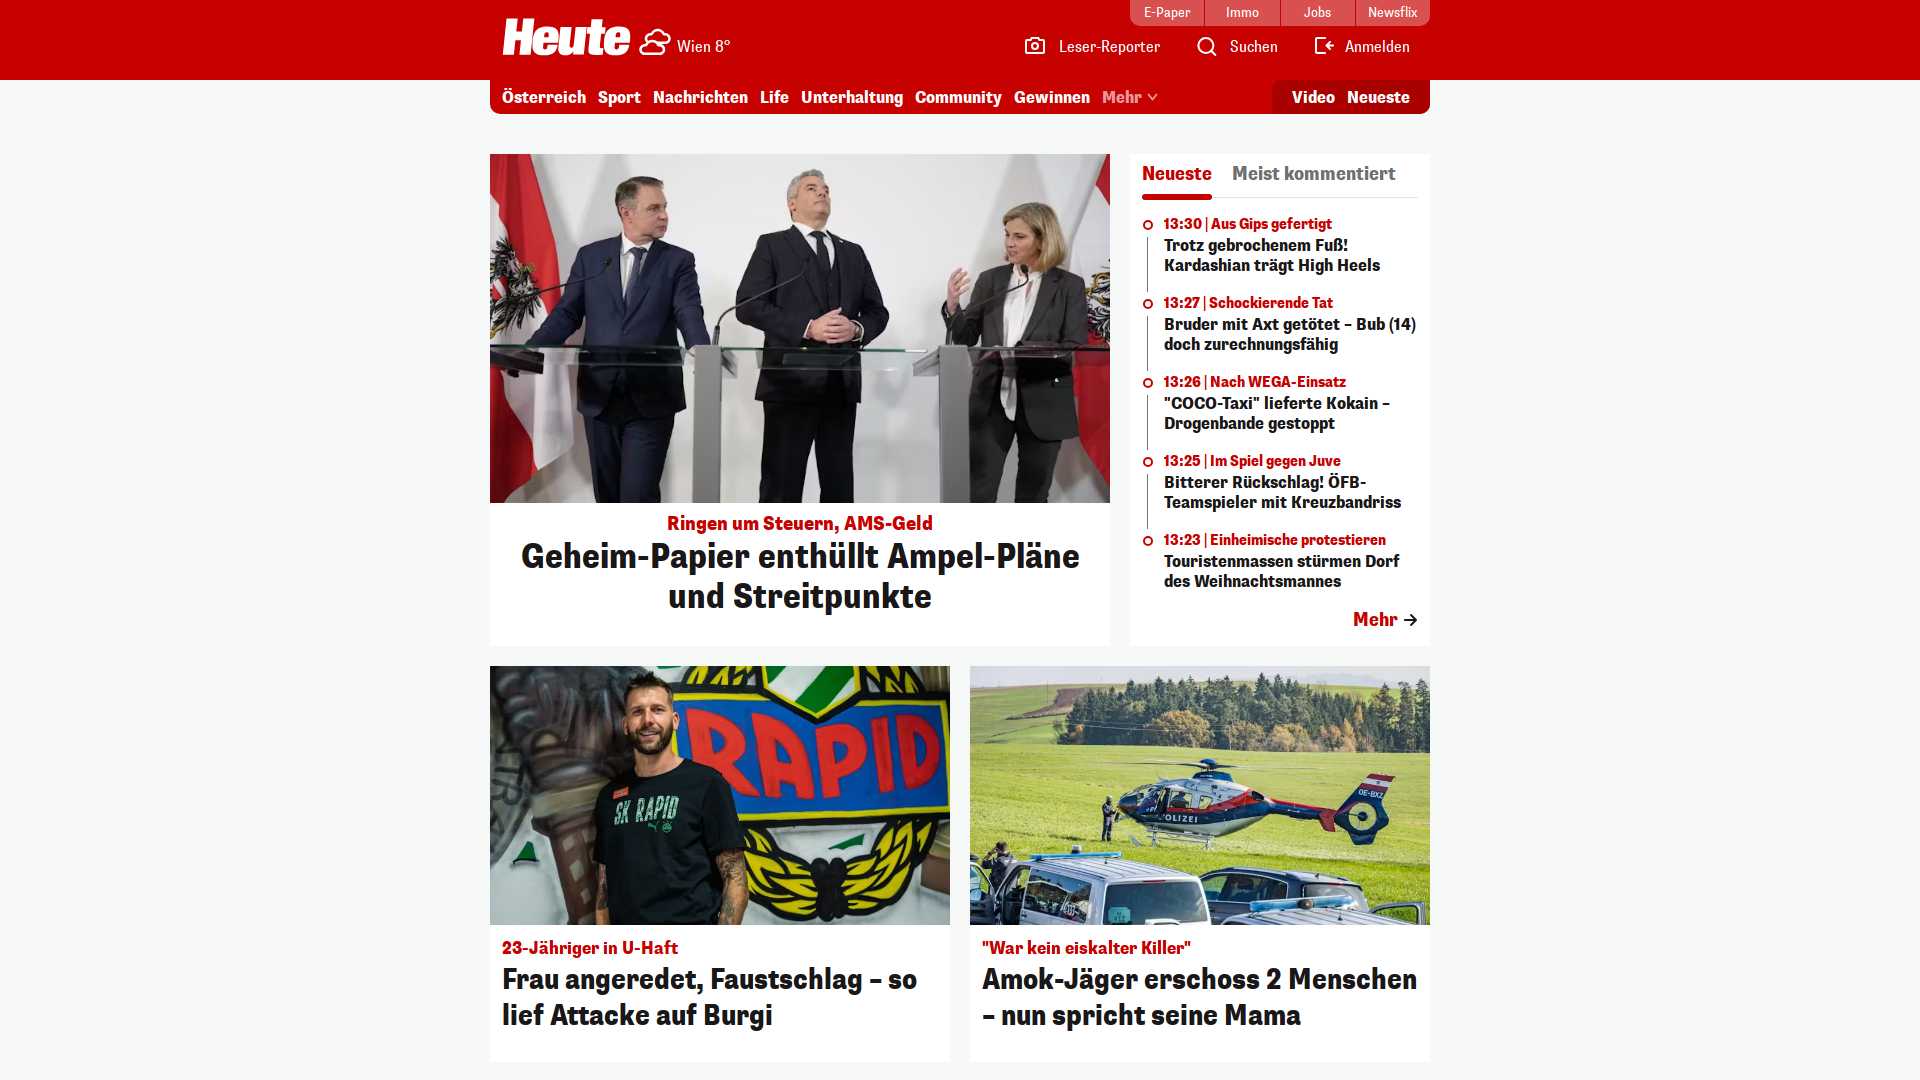 E-Paper
Immo
Jobs
Newsflix
Heute
Wien 8°
Leser-Reporter
Suchen
Anmelden
Österreich
Sport
Nachrichten
Life
Unterhaltung
Community
Gewinnen
Mehr
Video
Neueste
Ringen um Steuern, AMS-Geld
Geheim-Papier enthüllt Ampel-Pläne
und Streitpunkte
Neueste
Meist kommentiert
13:30 | Aus Gips gefertigt
Trotz gebrochenem Fuß!
Kardashian trägt High Heels
13:27 | Schockierende Tat
Bruder mit Axt getötet – Bub (14)
doch zurechnungsfähig
13:26 | Nach WEGA-Einsatz
"COCO-Taxi" lieferte Kokain –
Drogenbande gestoppt
13:25 | Im Spiel gegen Juve
Bitterer Rückschlag! ÖFB-
Teamspieler mit Kreuzbandriss
13:23 | Einheimische protestieren
Touristenmassen stürmen Dorf
des Weihnachtsmannes
Mehr
RAPID
SK RAPID
23-Jähriger in U-Haft
Frau angeredet, Faustschlag – so
lief Attacke auf Burgi
OE-BXZ
POLIZEI
"War kein eiskalter Killer"
Amok-Jäger erschoss 2 Menschen
– nun spricht seine Mama